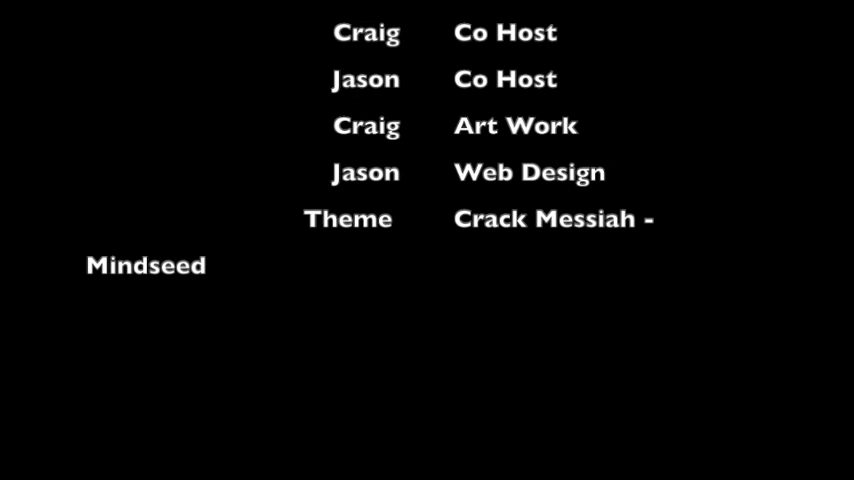 Craig Co Host
Jason Co Host
Craig Art Work
Jason Web Design
Theme Crack Messiah -
Mindseed